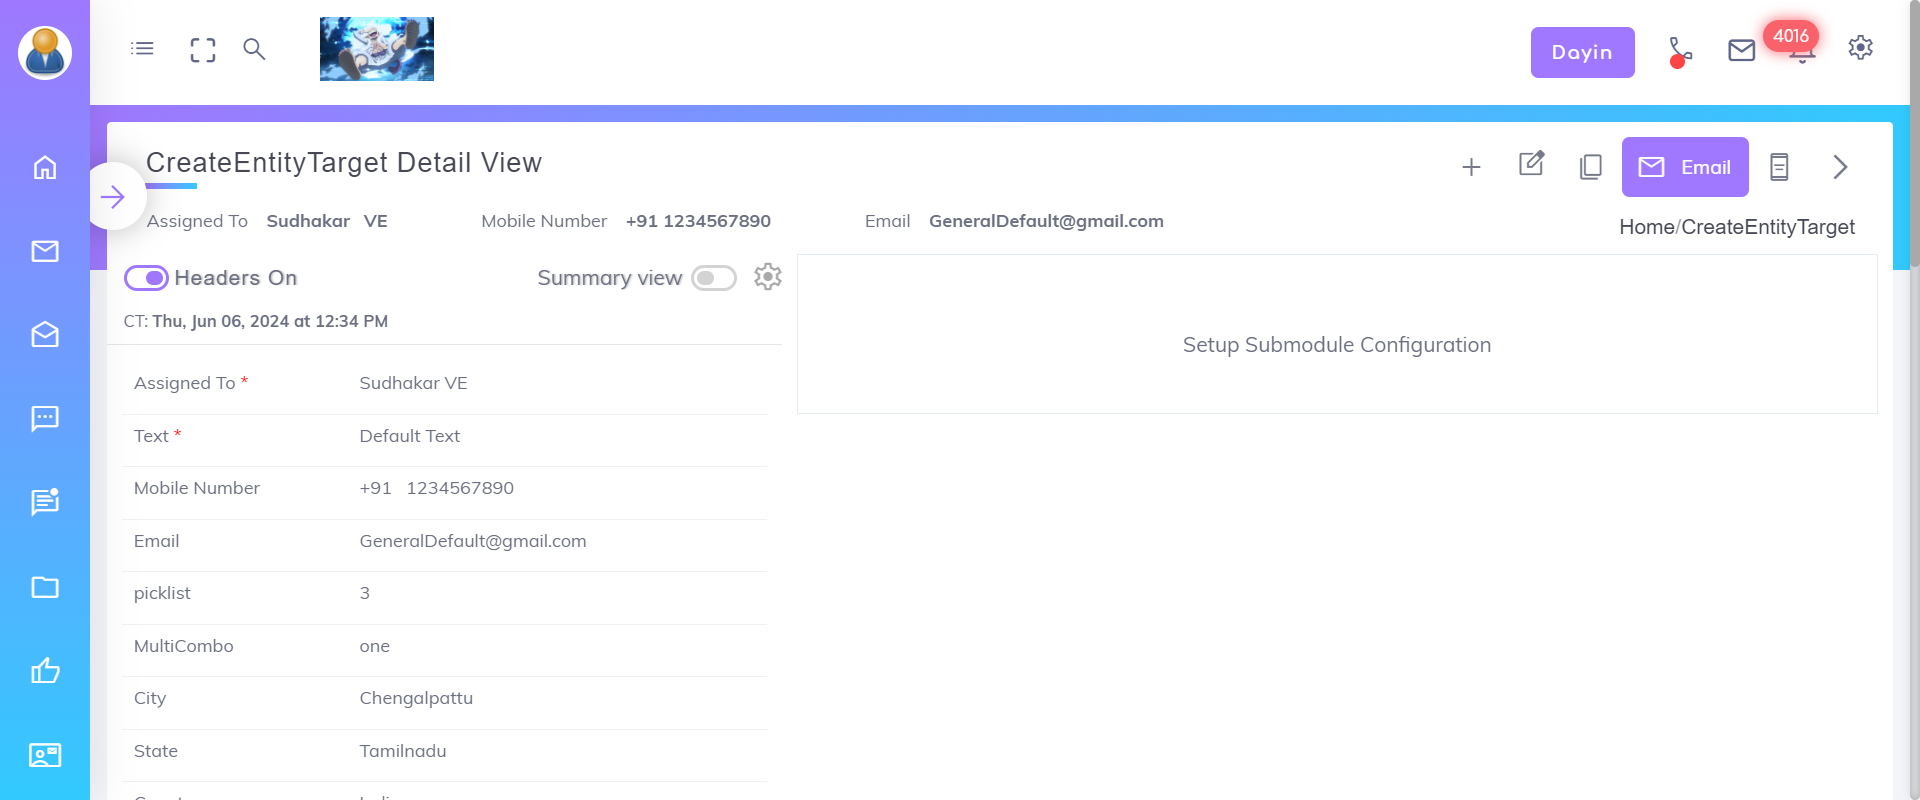 Dayin
4016
CreateEntityTarget Detail View
Email
Assigned To Sudhakar VE Mobile Number +91 1234567890 Email GeneralDefault@gmail.com
Home/CreateEntityTarget
Headers On Summary view
CT: Thu, Jun 06, 2024 at 12:34 PM
Setup Submodule Configuration
Assigned To * Sudhakar VE
Text * Default Text
Mobile Number +91 1234567890
Email GeneralDefault@gmail.com
picklist 3
MultiCombo one
City Chengalpattu
State Tamilnadu